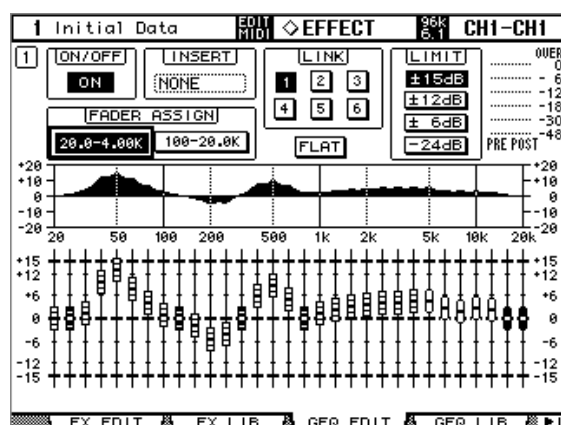 1 Initial Data EDIT MIDI ◇EFFECT 96k 6.1 CH1-CH1
1 ON/OFF INSERT LINK LIMIT OVER
ON NONE 1 2 3 ±15dB 0
-6
4 5 6 ±12dB -12
-18
FADER ASSIGN ±6dB -30
20.0-4.00K 100-20.0K FLAT -24dB PRE POST -48
+20 +20
+10 +10
0 0
-10 -10
-20 -20
20 50 100 200 500 1k 2k 5k 10k 20k
+15 +15
+12 +12
+6 +6
0 0
-6 -6
-12 -12
-15 -15
FX EDIT FX LIB GEQ EDIT GEQ LIB